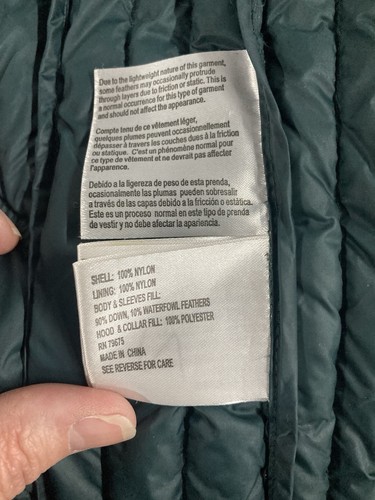 Due to the lightweight nature of this garment,
some feathers may occasionally protrude
through layers due to friction or static. This is
a normal occurrence for this type of garment
and should not affect the appearance.
Compte tenu de ce vêtement léger,
quelques plumes peuvent occasionnellement
dépasser à travers les couches dues à la friction
ou statique. C'est un phénomène normal pour
ce type de vêtement et ne devrait pas affecter
l'apparence.
Debido a la ligereza de peso de esta prenda,
ocasionalmente las plumas pueden sobresalir
a través de las capas debido a la fricción o estática.
Este es un proceso normal en este tipo de prenda
de vestir y no debe afectar la apariencia.
SHELL: 100% NYLON
LINING: 100% NYLON
BODY & SLEEVES FILL:
90% DOWN, 10% WATERFOWL FEATHERS
HOOD & COLLAR FILL: 100% POLYESTER
RN 79675
MADE IN CHINA
SEE REVERSE FOR CARE